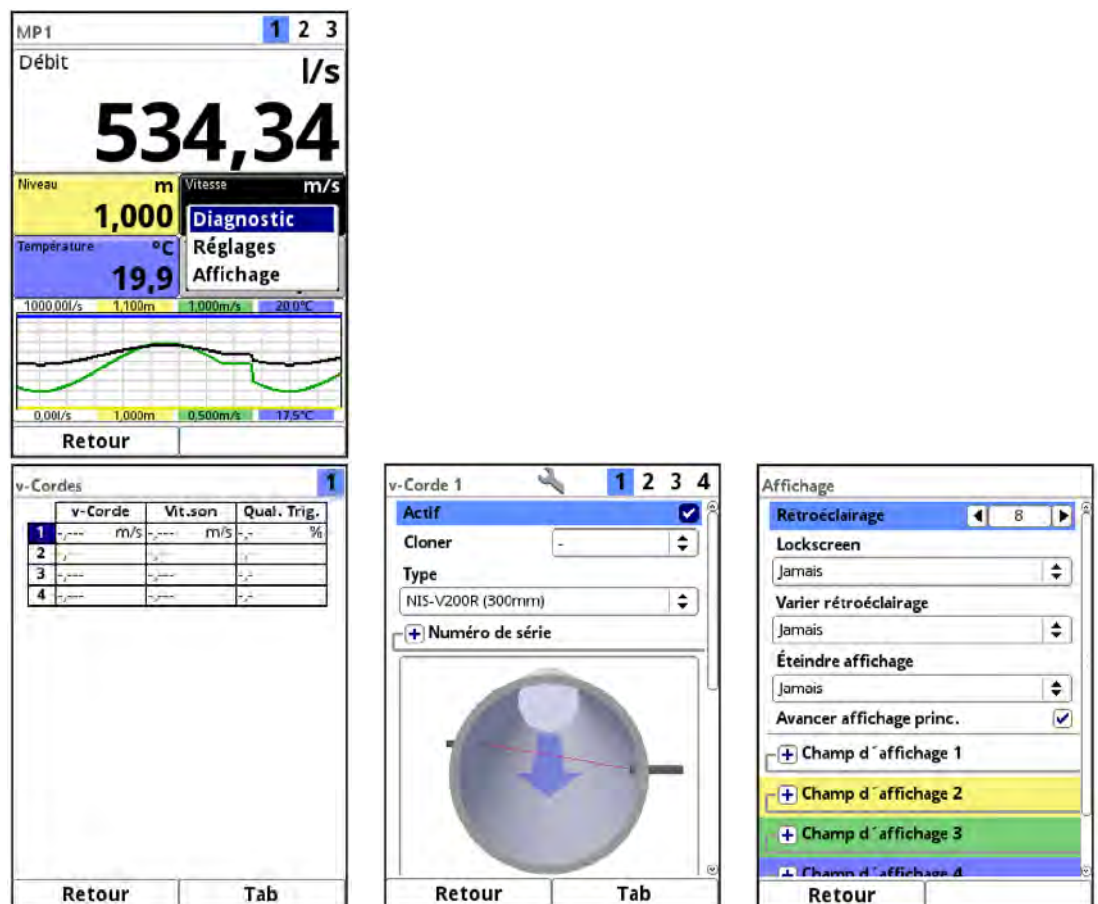 MP1 1 2 3
Débit l/s
534,34
Niveau m Vitesse m/s
1,000 Diagnostic
Température °C Réglages
19,9 Affichage
1000,00l/s 1,100m 1,000m/s 20,0°C
0,00l/s 1,000m 0,500m/s 17,5°C
Retour
v-Cordes 1
v-Corde Vit.son Qual. Trig.
1 -,--- m/s -,--- m/s -,- %
2 -,--- -,--- -,-
3 -,--- -,--- -,-
4 -,--- -,--- -,-
Retour Tab
v-Corde 1 1 2 3 4
Actif
Cloner -
Type
NIS-V200R (300mm)
+ Numéro de série
Retour Tab
Affichage
Rétroéclairage 8
Lockscreen
Jamais
Varier rétroéclairage
Jamais
Éteindre affichage
Jamais
Avancer affichage princ.
+ Champ d´affichage 1
+ Champ d´affichage 2
+ Champ d´affichage 3
+ Champ d´affichage 4
Retour